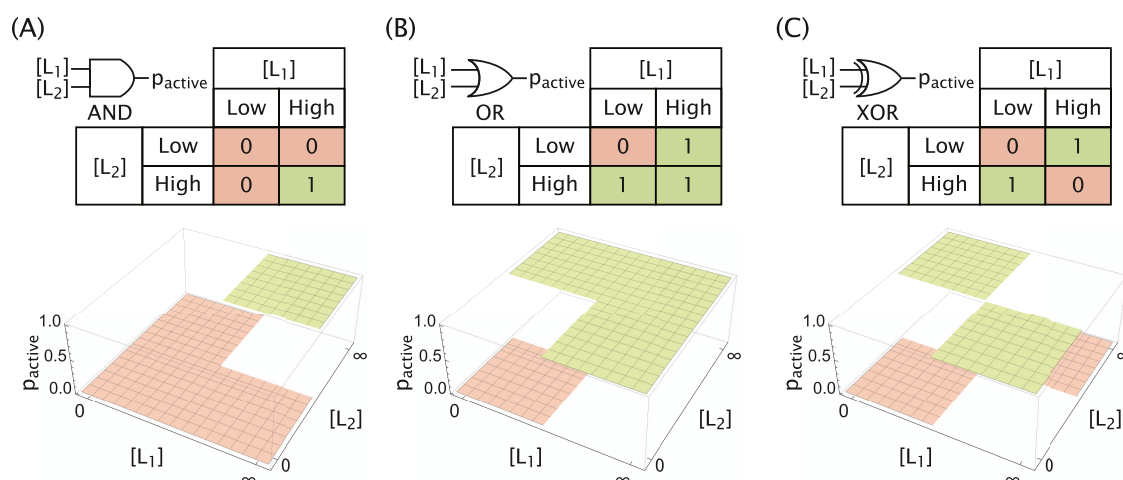 (A)
[L1]
[L2]
pactive
AND
[L1]
Low High
[L2]
Low 0 0
High 0 1
pactive
1.0
0.5
0.0
0
[L1]
∞
0
[L2]
∞
(B)
[L1]
[L2]
pactive
OR
[L1]
Low High
[L2]
Low 0 1
High 1 1
pactive
1.0
0.5
0.0
0
[L1]
∞
0
[L2]
∞
(C)
[L1]
[L2]
pactive
XOR
[L1]
Low High
[L2]
Low 0 1
High 1 0
pactive
1.0
0.5
0.0
0
[L1]
∞
0
[L2]
∞